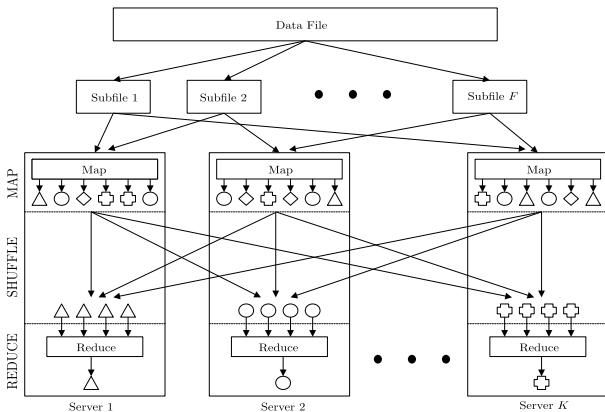 Data File
Subfile 1
Subfile 2
Subfile F
MAP
Map
Map
Map
SHUFFLE
REDUCE
Reduce
Reduce
Reduce
Server 1
Server 2
Server K